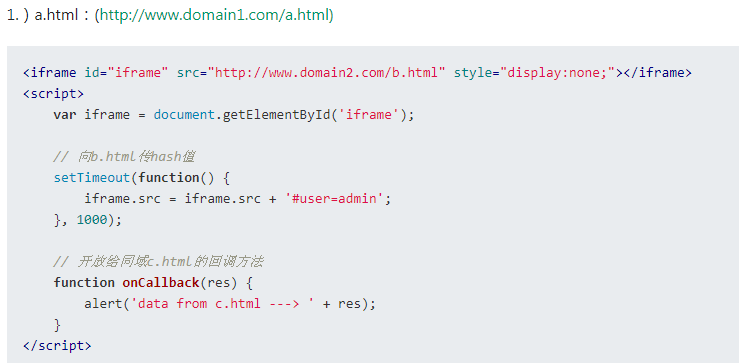 1.）a.html：(http://www.domain1.com/a.html)
<iframe id="iframe" src="http://www.domain2.com/b.html" style="display:none;"></iframe>
<script>
    var iframe = document.getElementById('iframe');
    // 向b.html传hash值
    setTimeout(function() {
        iframe.src = iframe.src + '#user=admin';
    }, 1000);
    // 开放给同域c.html的回调方法
    function onCallback(res) {
        alert('data from c.html ---> ' + res);
    }
</script>